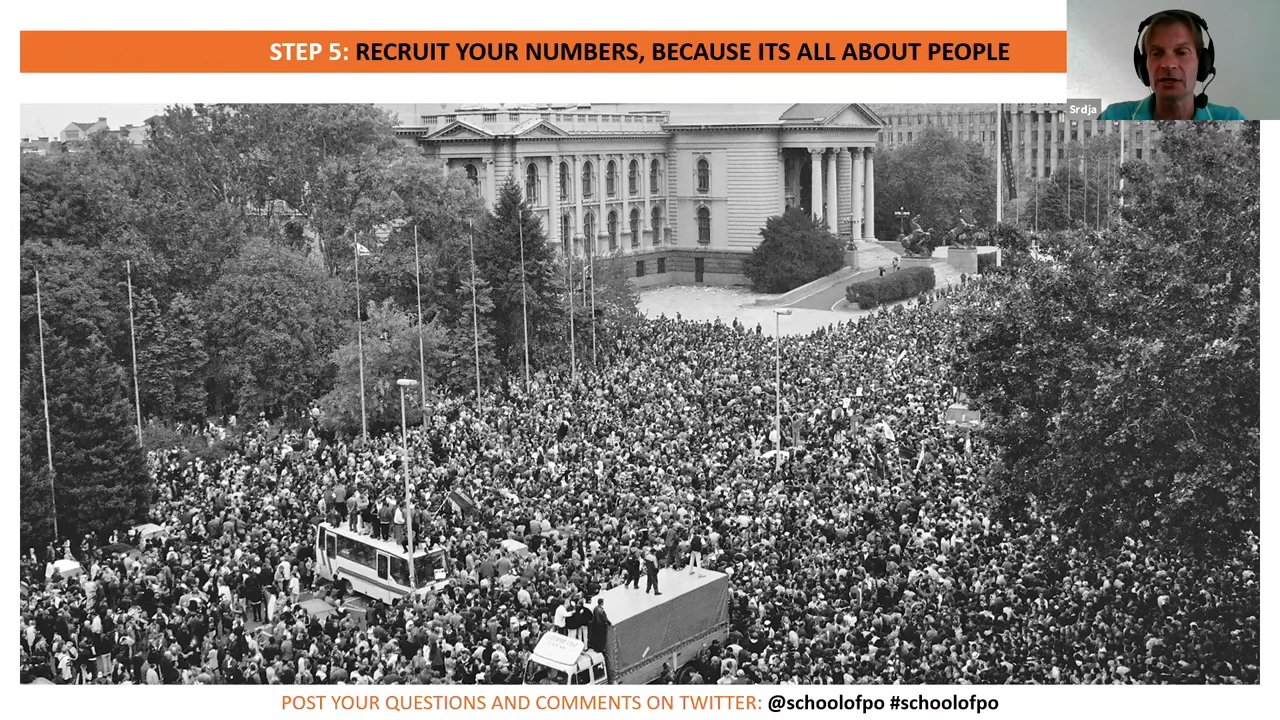 STEP 5: RECRUIT YOUR NUMBERS, BECAUSE ITS ALL ABOUT PEOPLE
Srdja
POST YOUR QUESTIONS AND COMMENTS ON TWITTER: @schoolofpo #schoolofpo